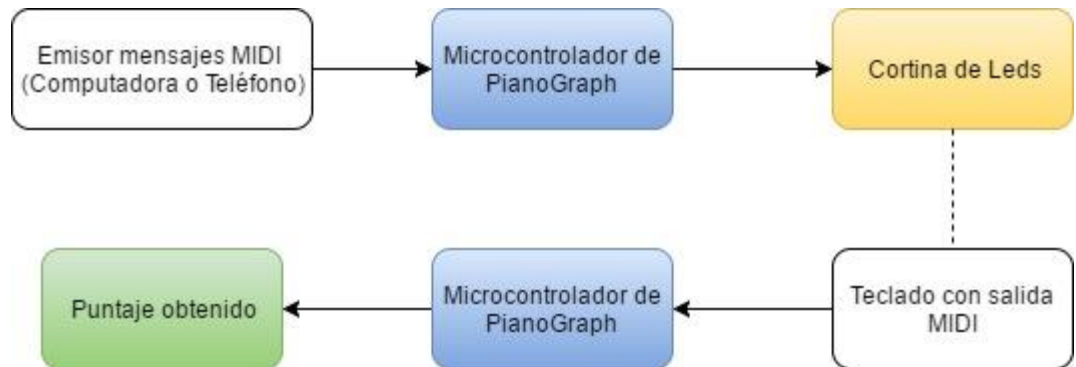 Emisor mensajes MIDI
(Computadora o Teléfono)
Microcontrolador de
PianoGraph
Cortina de Leds
Puntaje obtenido
Microcontrolador de
PianoGraph
Teclado con salida
MIDI